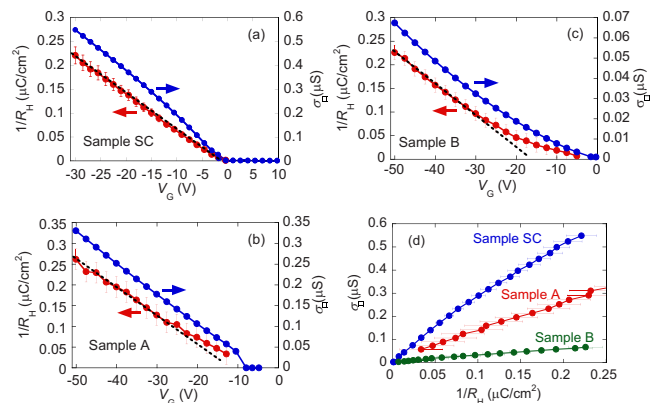 (a)
1/R_H (μC/cm²)
0.4
0.35
0.3
0.25
0.2
0.15
0.1
0.05
0
0.6
0.5
0.4
0.3
0.2
0.1
0
σ□(μS)
Sample SC
-30 -25 -20 -15 -10 -5 0 5 10
V_G (V)
(c)
1/R_H (μC/cm²)
0.3
0.25
0.2
0.15
0.1
0.05
0
0.07
0.06
0.05
0.04
0.03
0.02
0.01
0
σ□(μS)
Sample B
-50 -40 -30 -20 -10 0
V_G (V)
(b)
1/R_H (μC/cm²)
0.35
0.3
0.25
0.2
0.15
0.1
0.05
0
0.35
0.3
0.25
0.2
0.15
0.1
0.05
0
σ□(μS)
Sample A
-50 -40 -30 -20 -10 0
V_G (V)
(d)
σ□(μS)
0.6
0.5
0.4
0.3
0.2
0.1
0
Sample SC
Sample A
Sample B
0 0.05 0.1 0.15 0.2 0.25
1/R_H (μC/cm²)